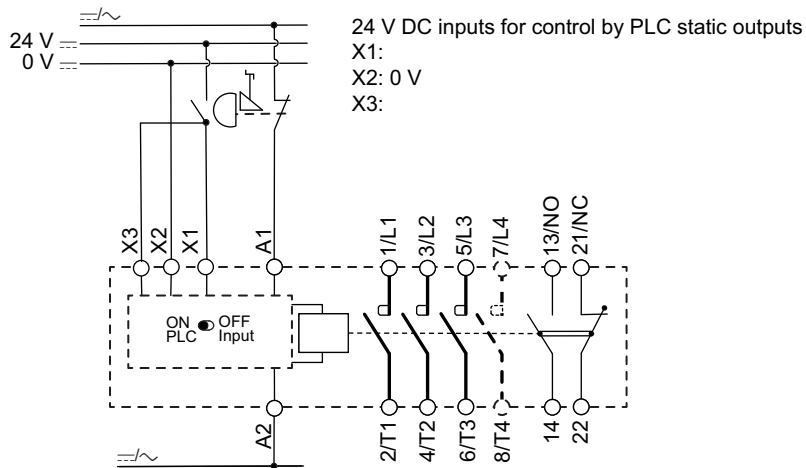 24 V DC inputs for control by PLC static outputs
24 V
X1:
0 V
X2: 0 V
X3:
X3
X2
X1
A1
1/L1
3/L2
5/L3
7/L4
13/NO
21/NC
ON OFF
PLC Input
A2
2/T1
4/T2
6/T3
8/T4
14
22